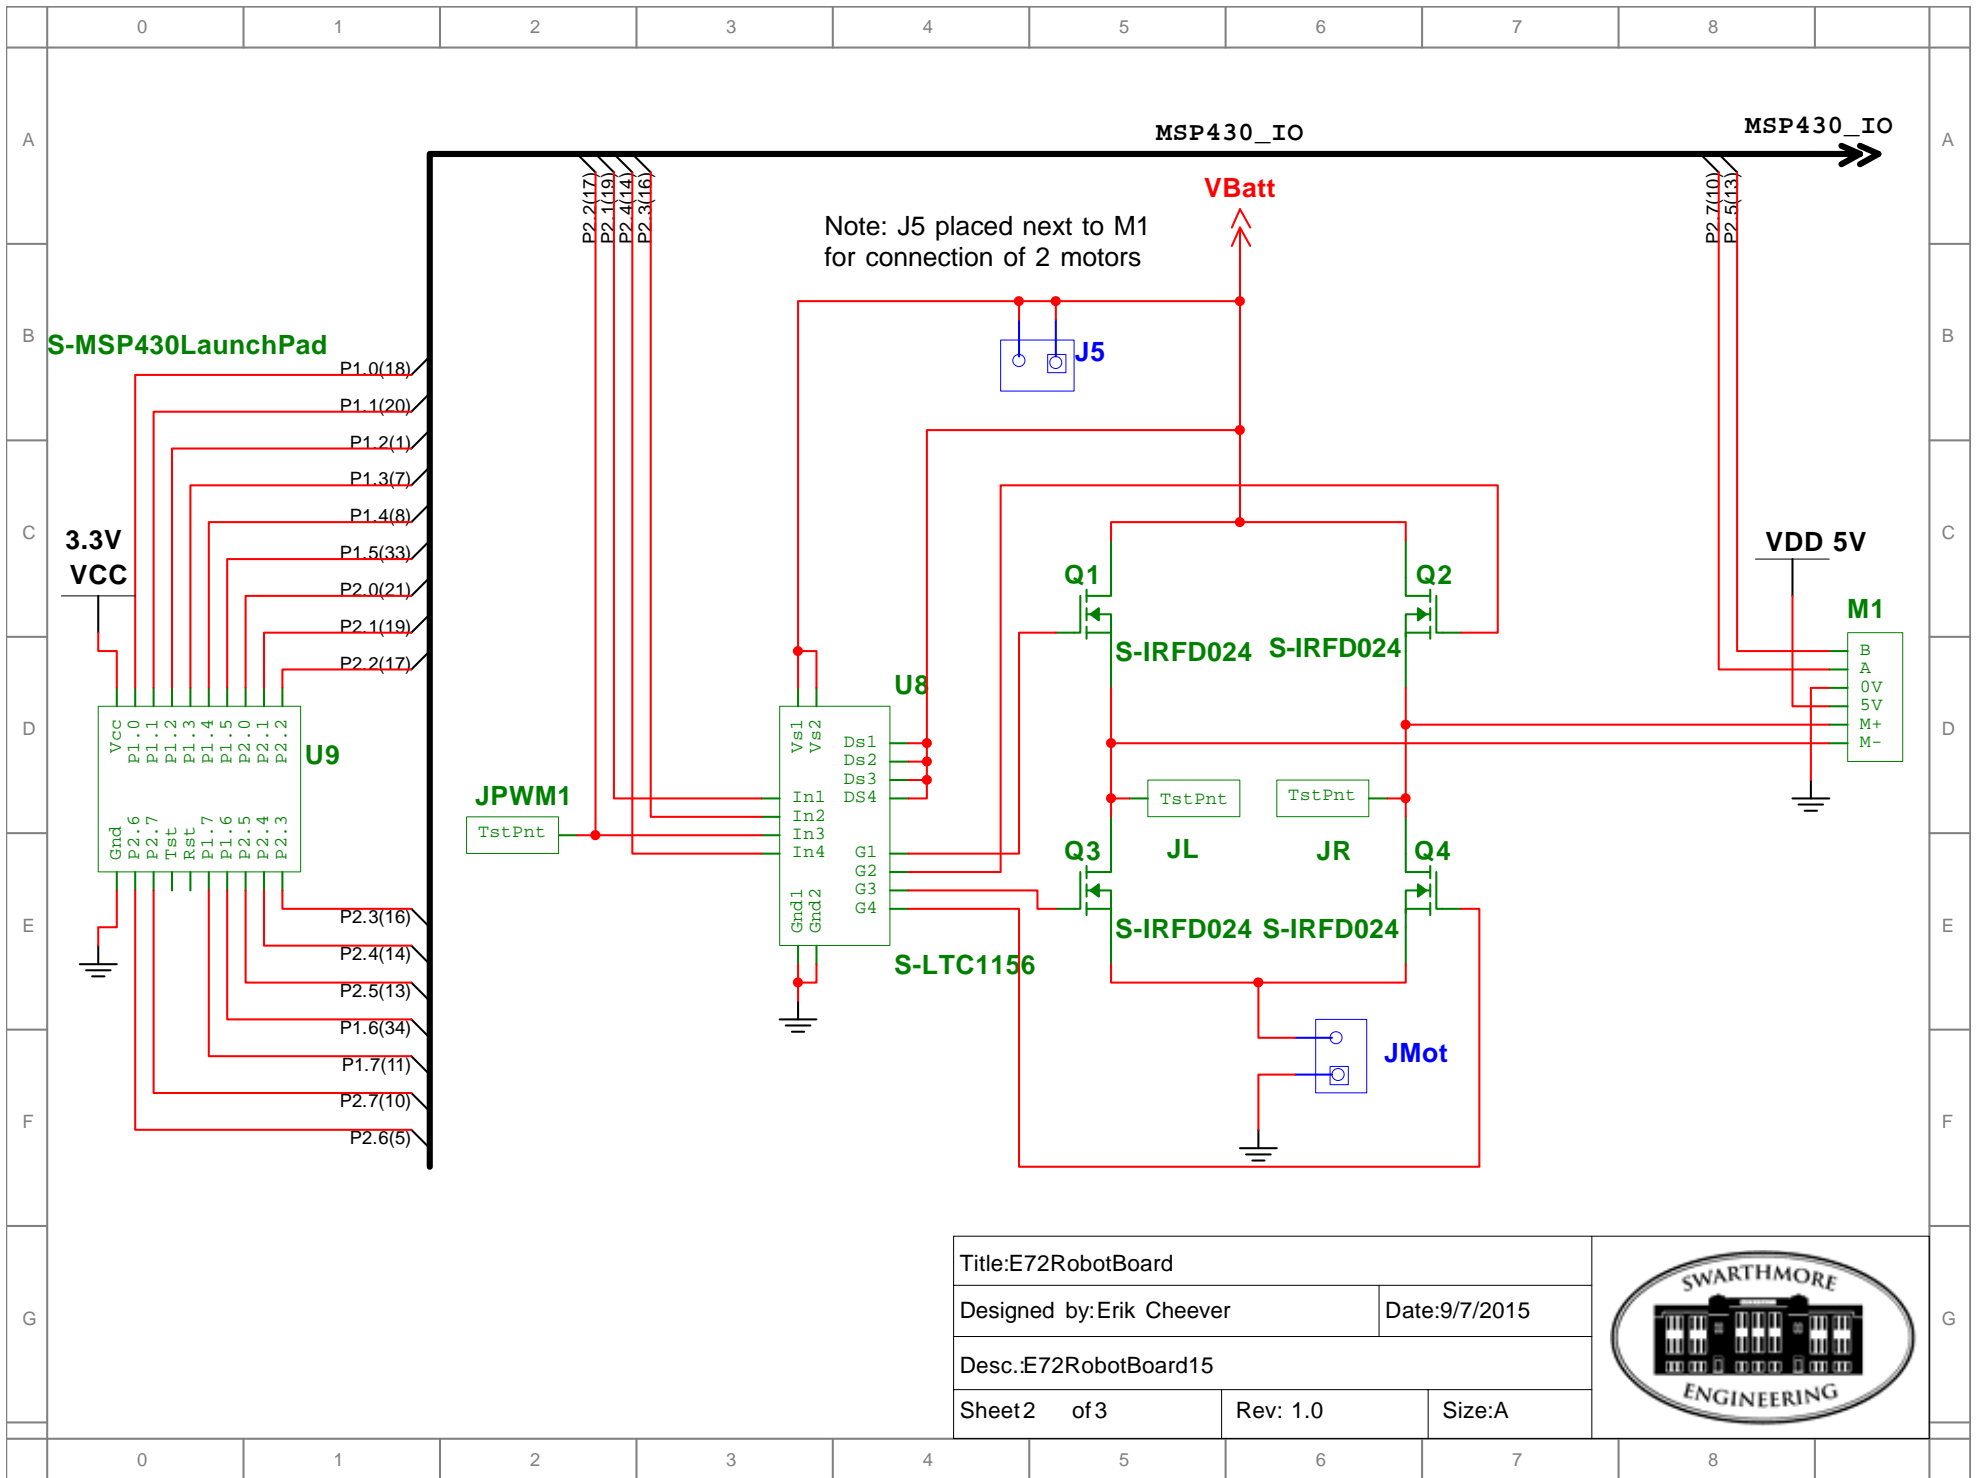 0 1 2 3 4 5 6 7 8
A
MSP430_IO
MSP430_IO
A
P2.2(17)
P2.1(19)
P2.4(14)
P2.3(16)
VBatt
P2.7(10)
P2.5(13)
Note: J5 placed next to M1
for connection of 2 motors
B
S-MSP430LaunchPad
J5
B
P1.0(18)
P1.1(20)
P1.2(1)
P1.3(7)
P1.4(8)
P1.5(33)
P2.0(21)
P2.1(19)
P2.2(17)
C
3.3V
VCC
VDD 5V
C
Q1
Q2
M1
S-IRFD024
S-IRFD024
B
A
0V
5V
M+
M-
D
Vcc
P1.0
P1.1
P1.2
P1.3
P1.4
P1.5
P2.0
P2.1
P2.2
U9
Gnd
P2.6
P2.7
Tst
Rst
P1.7
P1.6
P2.5
P2.4
P2.3
U8
Vs1
Vs2
Ds1
Ds2
Ds3
DS4
In1
In2
In3
In4
G1
G2
G3
G4
Gnd1
Gnd2
S-LTC1156
D
JPWM1
TstPnt
TstPnt
TstPnt
JL
JR
Q3
Q4
S-IRFD024
S-IRFD024
E
E
P2.3(16)
P2.4(14)
P2.5(13)
P1.6(34)
P1.7(11)
P2.7(10)
P2.6(5)
JMot
F
F
G
G
Title:E72RobotBoard
Designed by:Erik Cheever
Date:9/7/2015
Desc.:E72RobotBoard15
Sheet2 of3
Rev: 1.0
Size:A
SWARTHMORE
ENGINEERING
0 1 2 3 4 5 6 7 8